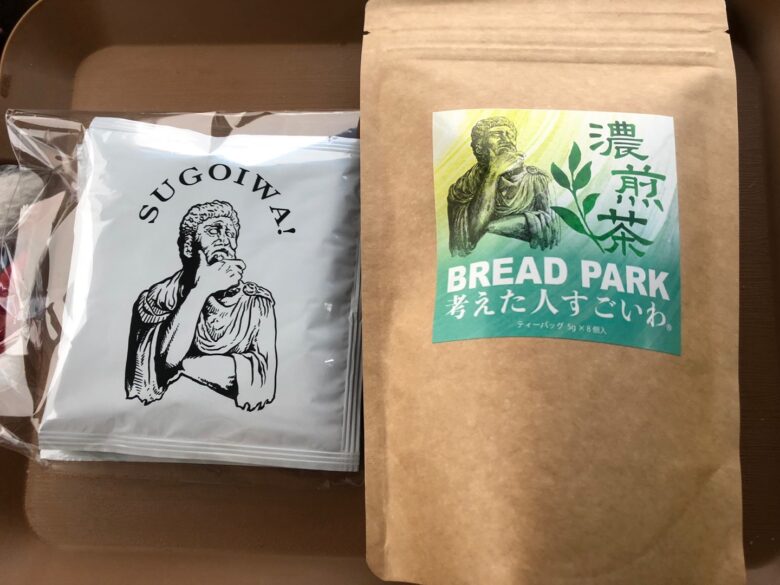 SUGOIWA!
濃煎茶
BREAD PARK
考えた人すごいわ®
ティーバッグ 5g×8個入